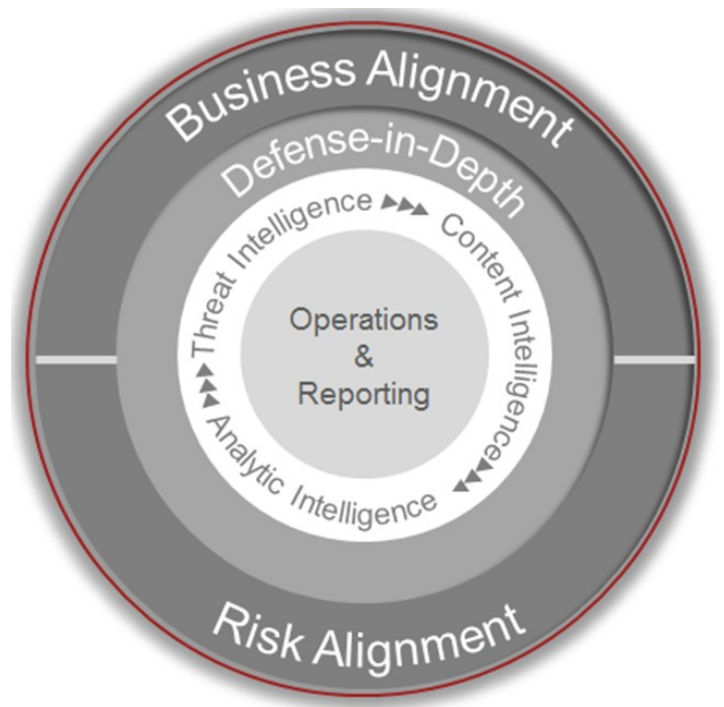 Business Alignment
Defense-in-Depth
Threat Intelligence
Content Intelligence
Analytic Intelligence
Operations
&
Reporting
Risk Alignment